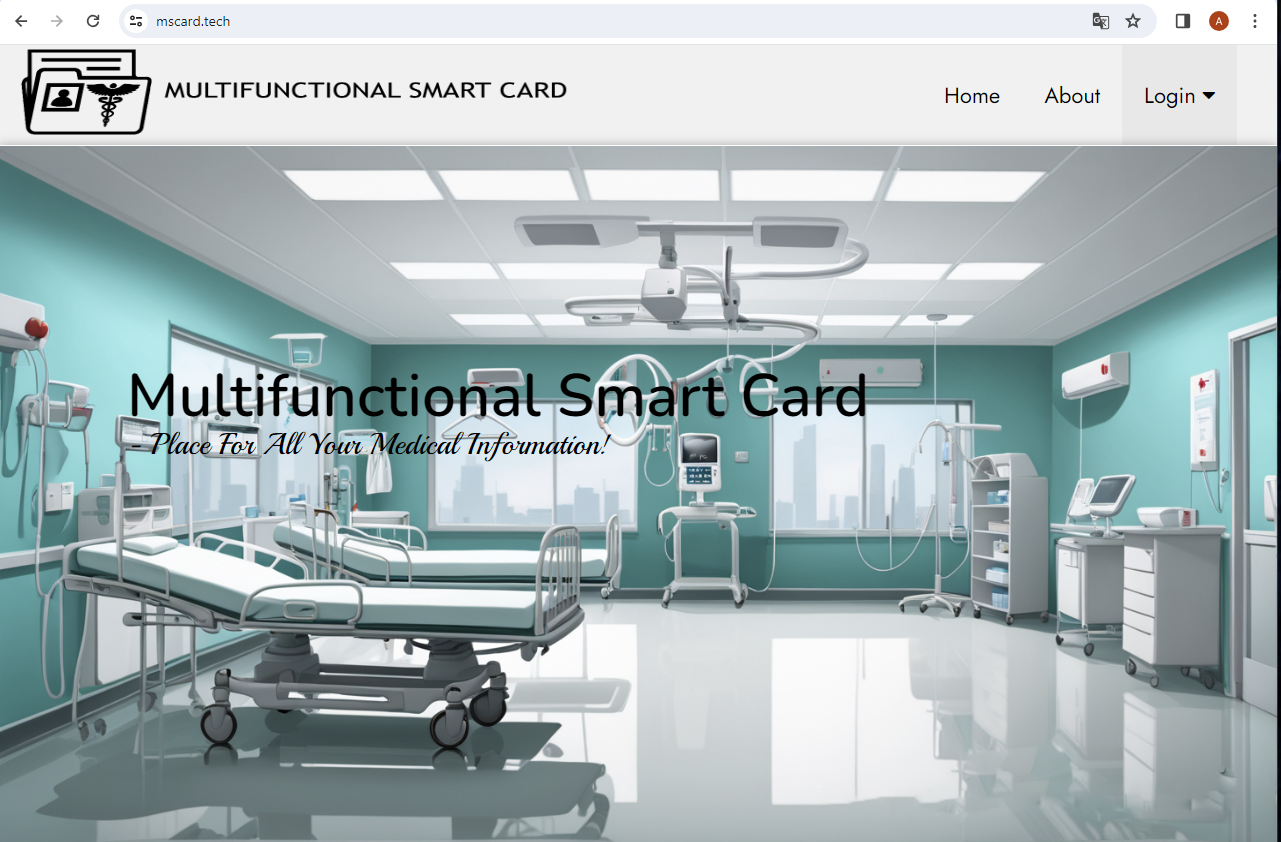 mscard.tech
A
MULTIFUNCTIONAL SMART CARD
Home
About
Login
Multifunctional Smart Card
- Place For All Your Medical Information!